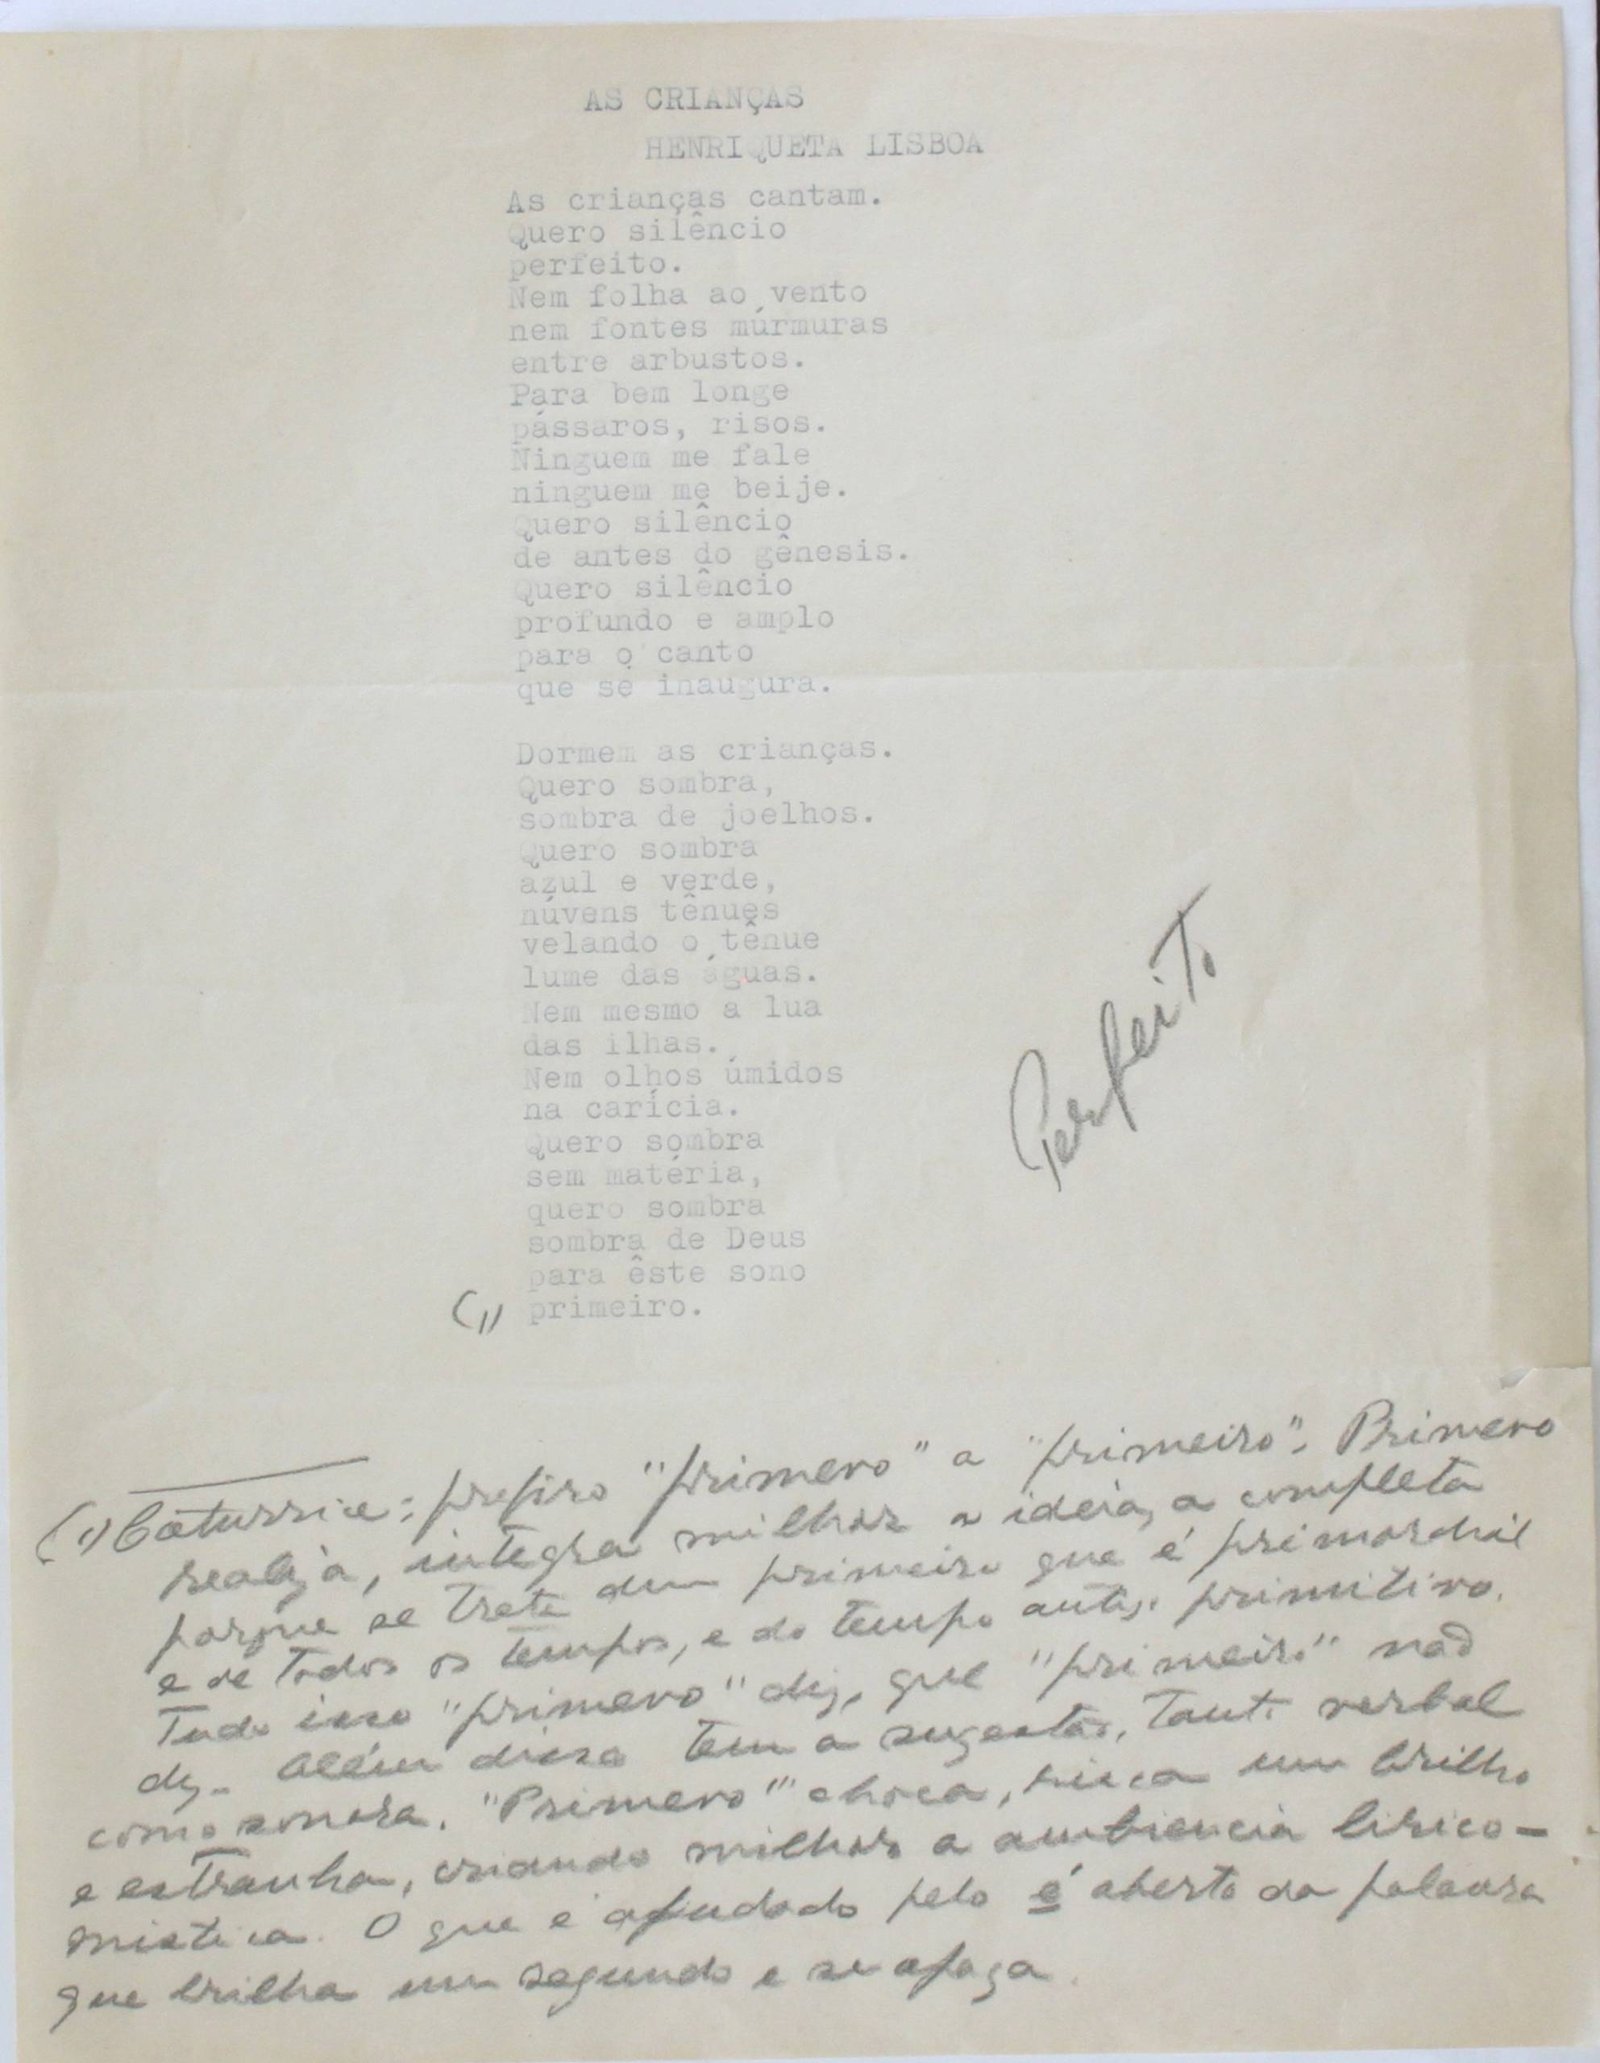 AS CRIANÇAS
HENRIQUETA LISBOA
As crianças cantam.
Quero silêncio
perfeito.
Nem folha ao vento
nem fontes múrmuras
entre arbustos.
Para bem longe
pássaros, risos.
Ninguem me fale
ninguem me beije.
Quero silêncio
de antes do gênesis.
Quero silêncio
profundo e amplo
para o canto
que se inaugura.
Dormem as crianças.
Quero sombra,
sombra de joelhos.
Quero sombra
azul e verde,
núvens tênues
velando o tênue
lume das águas.
Nem mesmo a lua
das ilhas.
Nem olhos úmidos
na carícia.
Quero sombra
sem matéria,
quero sombra
sombra de Deus
para êste sono
(1) primeiro.
Perfeito
(1) Caturrice: prefiro "primero" a "primeiro". Primero
realiza, integra milhor a ideia, a completa
porque se trata dum primeiro que é primordial
e de todos os tempos, e do tempo antes. primitivo.
Tudo isso "primero" diz, que "primeiro" não
diz. Além disso tem a sugestão, tanto verbal
como sonora. "Primero" choca, risca um brilho
e estranha, criando milhor a ambiencia lirico-
mistica. O que é ajudado pelo é aberto da palavra
que brilha um segundo e se apaga.